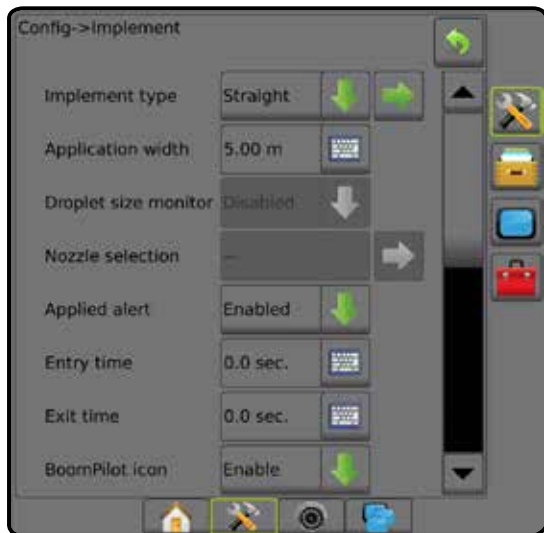 Config->Implement
Implement type Straight
Application width 5.00 m
Droplet size monitor Disabled
Nozzle selection --
Applied alert Enabled
Entry time 0.0 sec.
Exit time 0.0 sec.
BoomPilot icon Enable